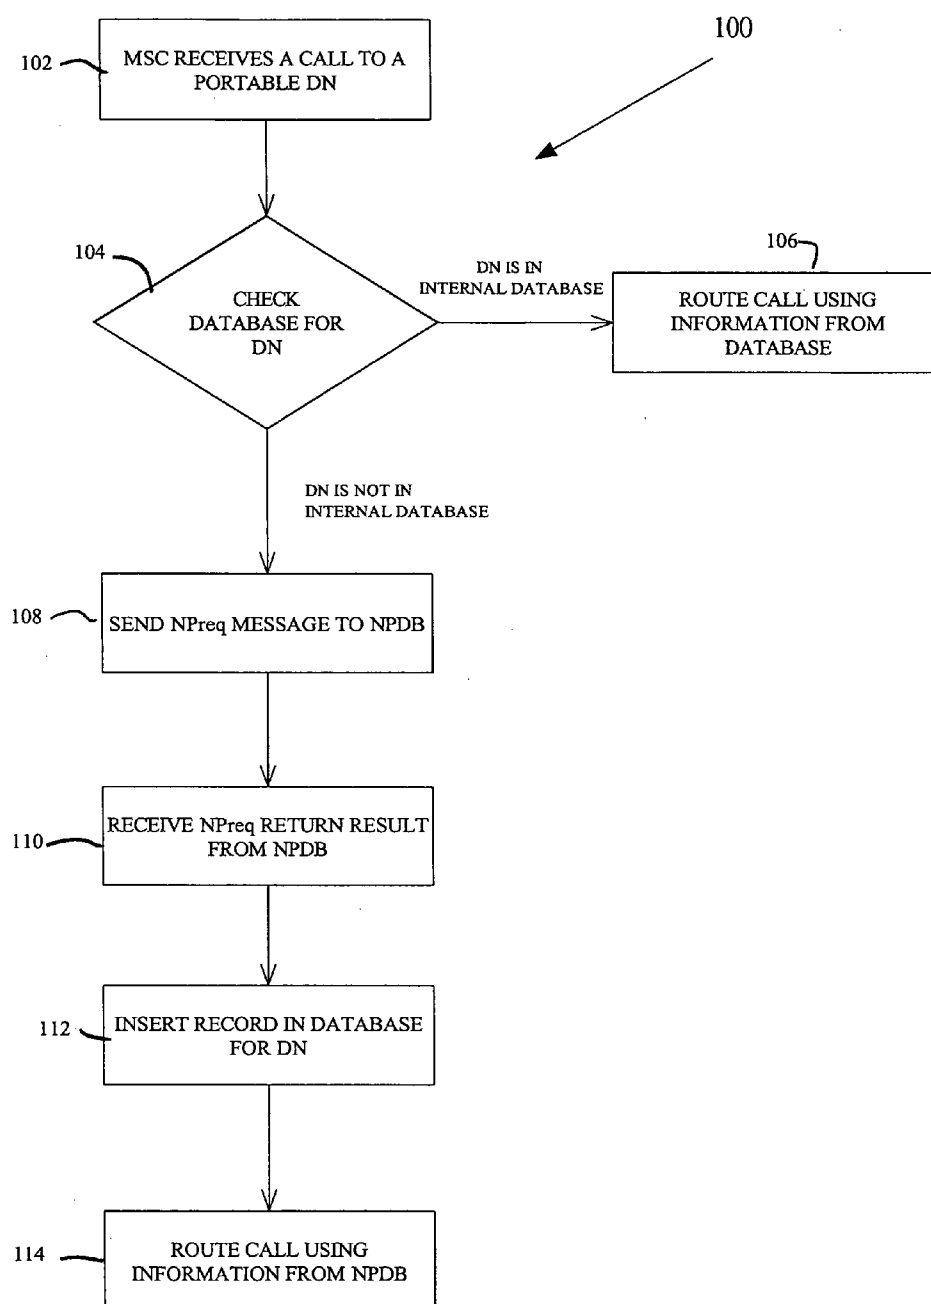 100
102
MSC RECEIVES A CALL TO A
PORTABLE DN
104
CHECK
DATABASE FOR
DN
DN IS IN
INTERNAL DATABASE
106
ROUTE CALL USING
INFORMATION FROM
DATABASE
DN IS NOT IN
INTERNAL DATABASE
108
SEND NPreq MESSAGE TO NPDB
110
RECEIVE NPreq RETURN RESULT
FROM NPDB
112
INSERT RECORD IN DATABASE
FOR DN
114
ROUTE CALL USING
INFORMATION FROM NPDB